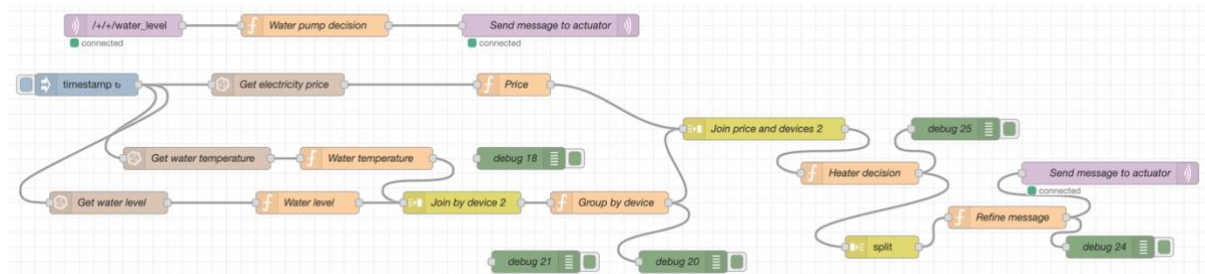 /+/+/water_level
Water pump decision
Send message to actuator
connected
connected
timestamp ↻
Get electricity price
Price
Join price and devices 2
debug 25
Get water temperature
Water temperature
debug 18
Heater decision
Send message to actuator
connected
Get water level
Water level
Join by device 2
Group by device
Refine message
split
debug 24
debug 21
debug 20